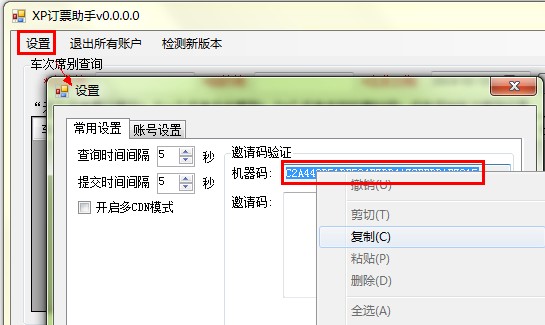 XP订票助手v0.0.0.0
设置 退出所有账户 检测新版本
车次席别查询
设置
常用设置 账号设置
查询时间间隔 5 秒
提交时间间隔 5 秒
开启多CDN模式
邀请码验证
机器码:
邀请码:
撤销(U)
剪切(T)
复制(C)
粘贴(P)
删除(D)
全选(A)